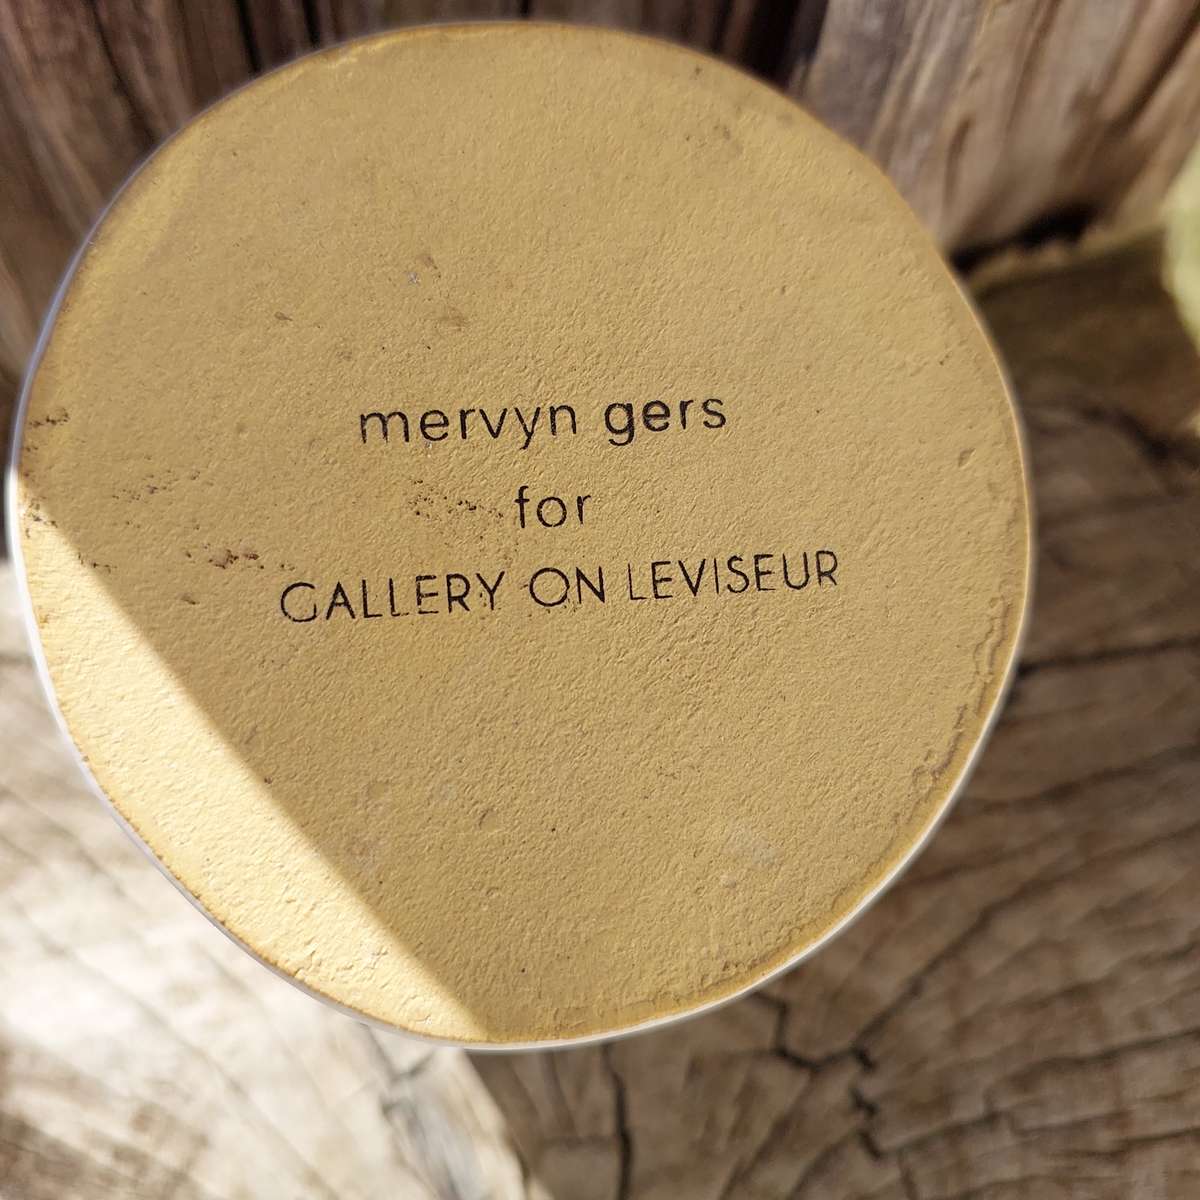 mervyn gers
for
GALLERY ON LEVISEUR